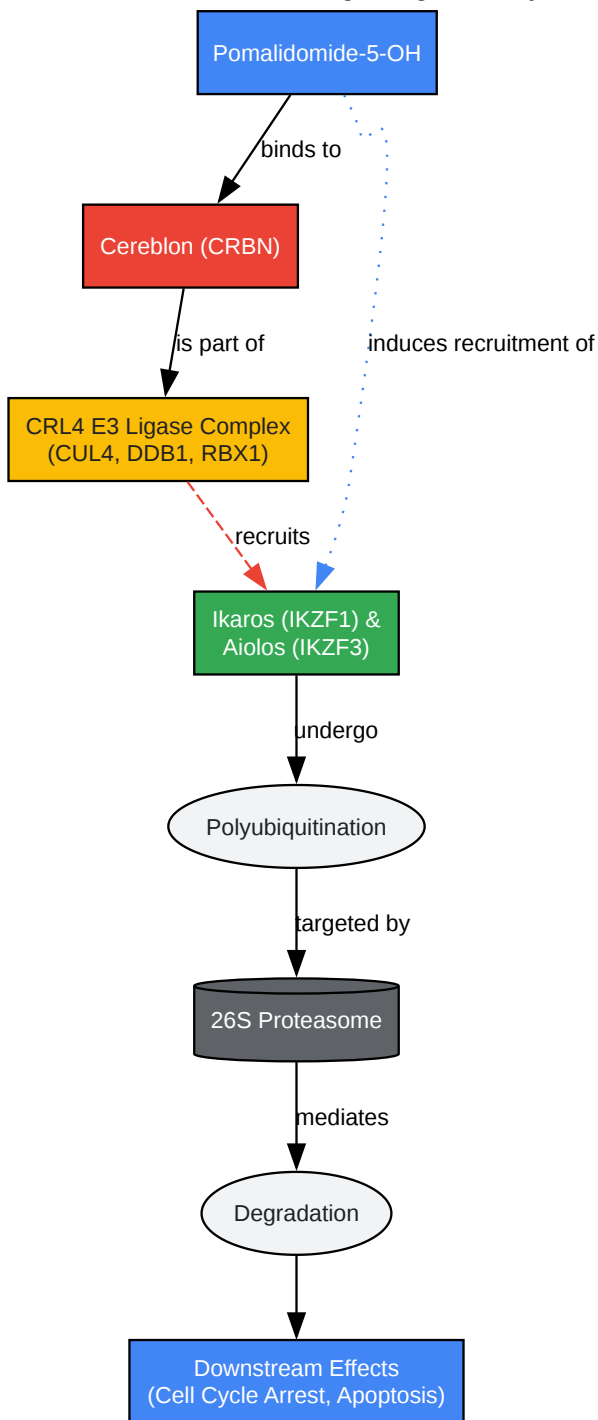 Pomalidomide-5-OH
binds to
Cereblon (CRBN)
is part of
induces recruitment of
CRL4 E3 Ligase Complex
(CUL4, DDB1, RBX1)
recruits
Ikaros (IKZF1) &
Aiolos (IKZF3)
undergo
Polyubiquitination
targeted by
26S Proteasome
mediates
Degradation
Downstream Effects
(Cell Cycle Arrest, Apoptosis)